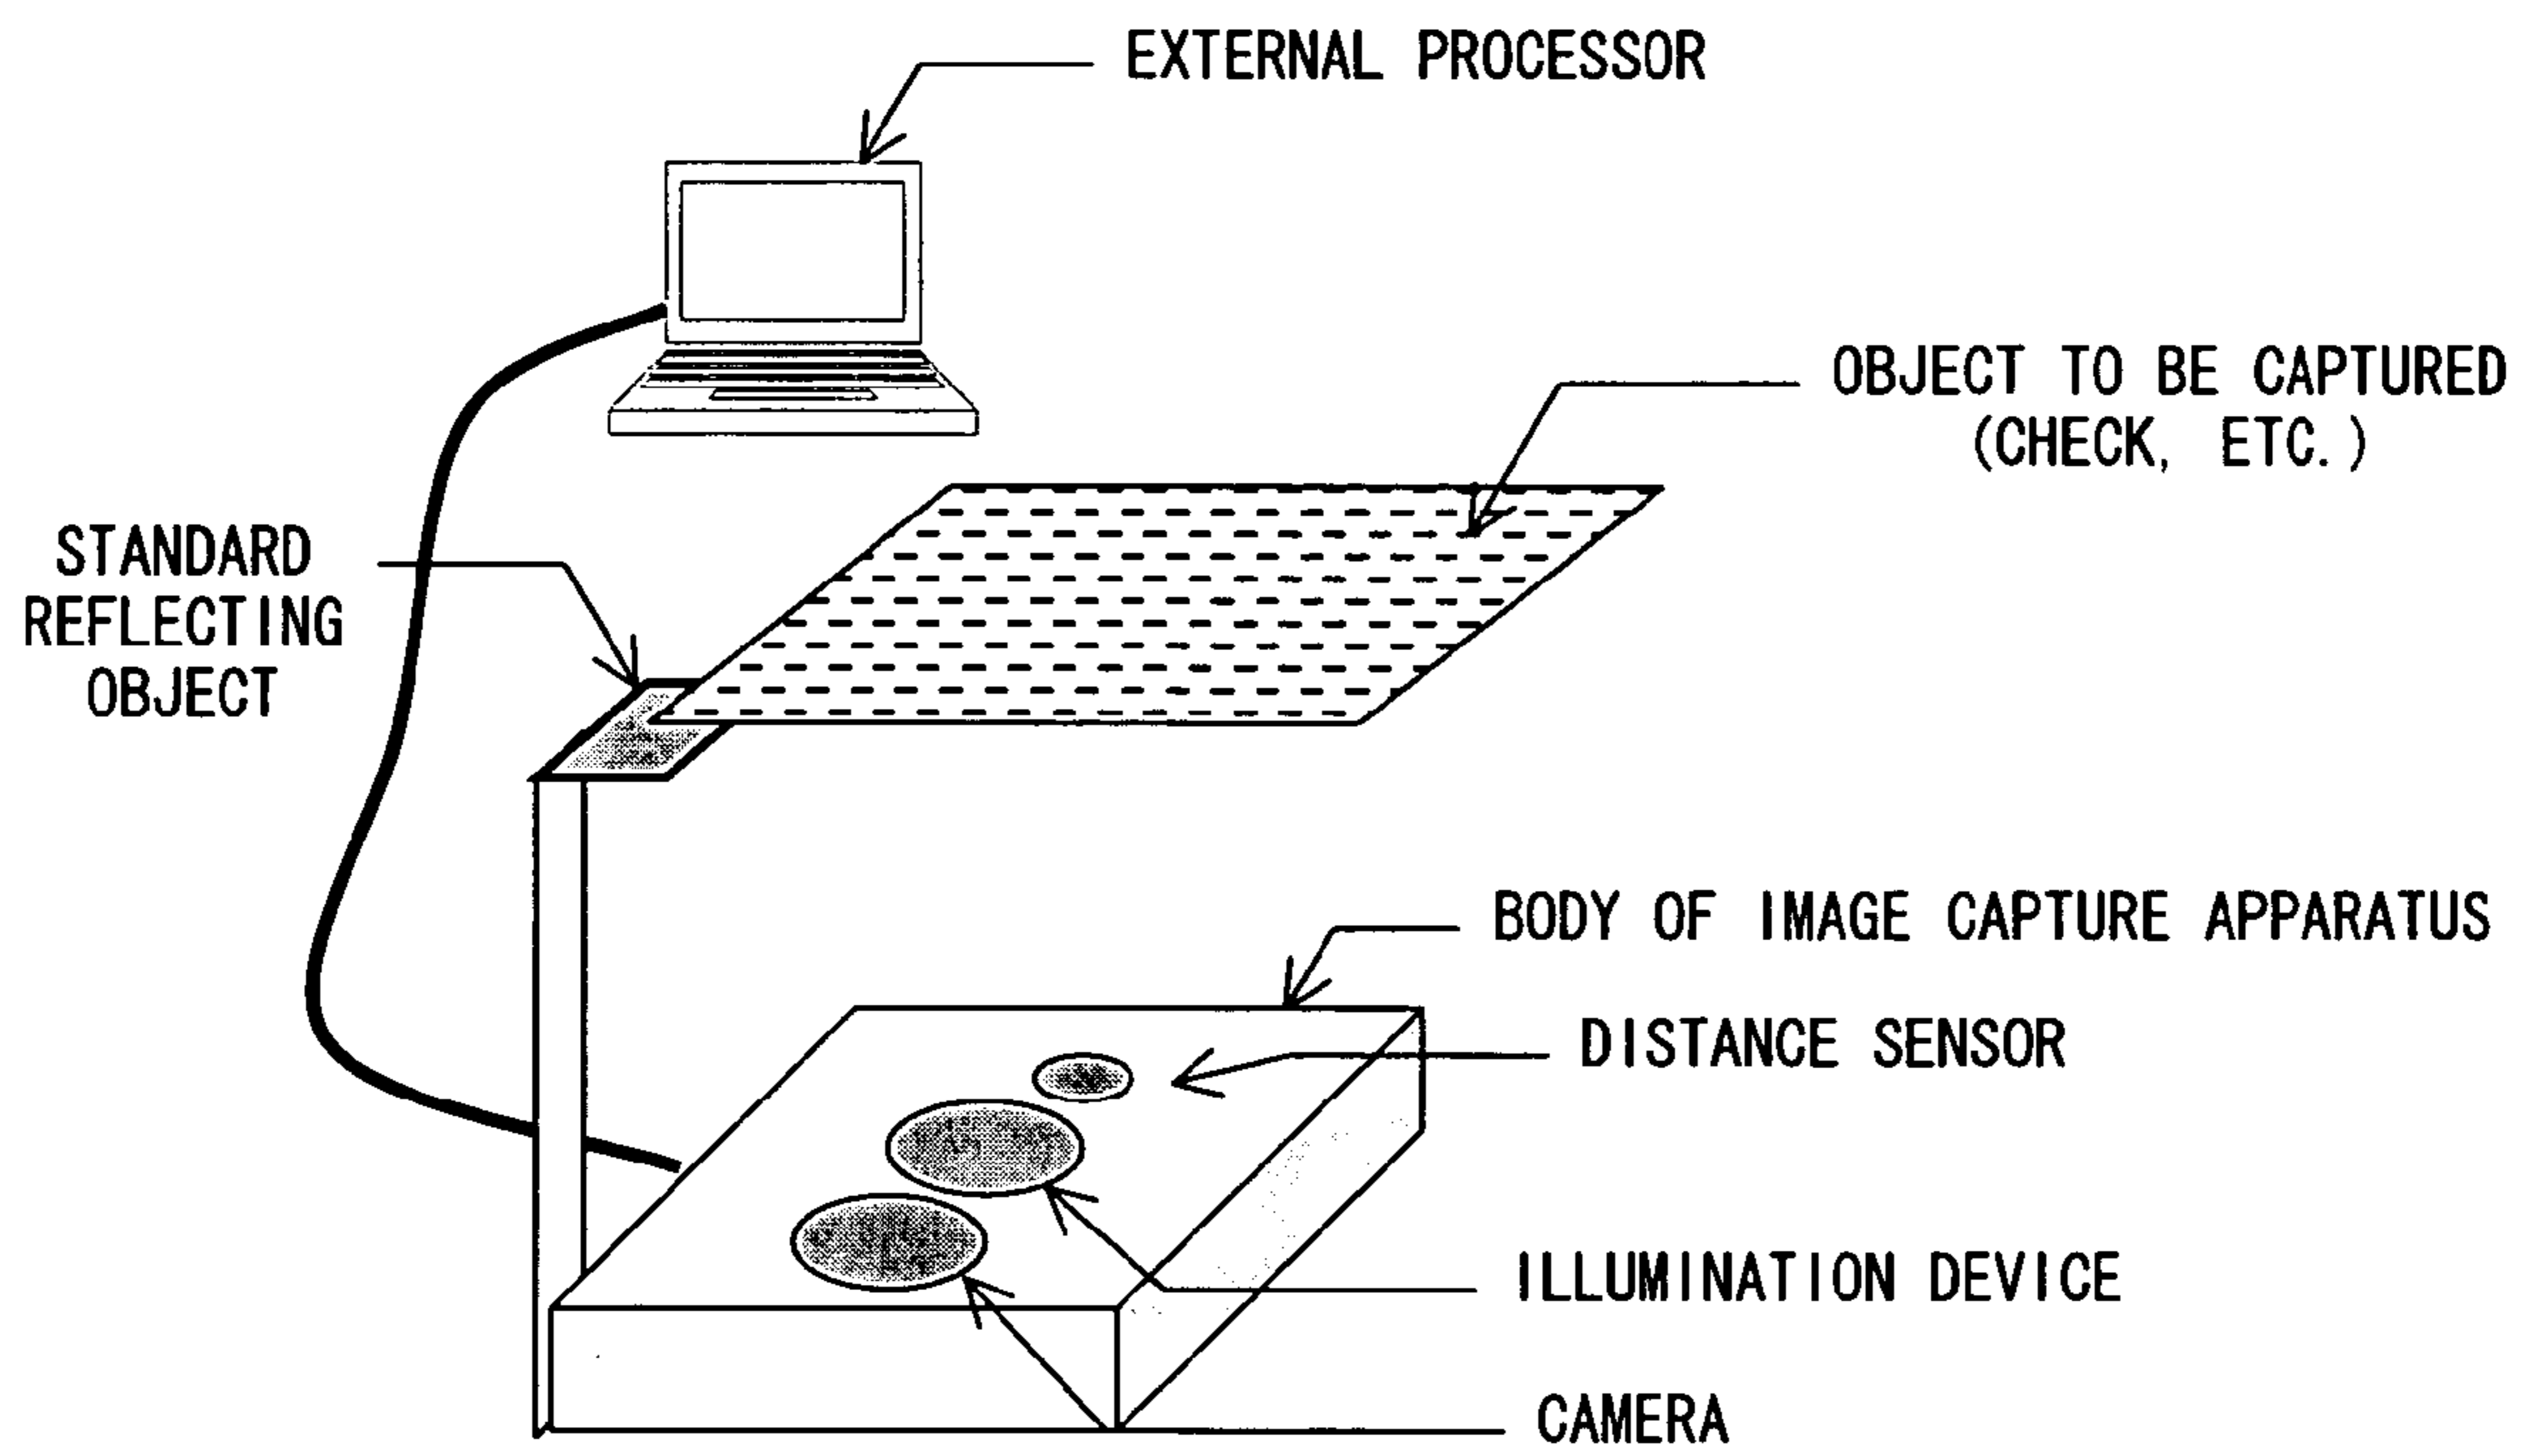 EXTERNAL PROCESSOR
OBJECT TO BE CAPTURED
(CHECK, ETC.)
STANDARD
REFLECTING
OBJECT
BODY OF IMAGE CAPTURE APPARATUS
DISTANCE SENSOR
ILLUMINATION DEVICE
CAMERA